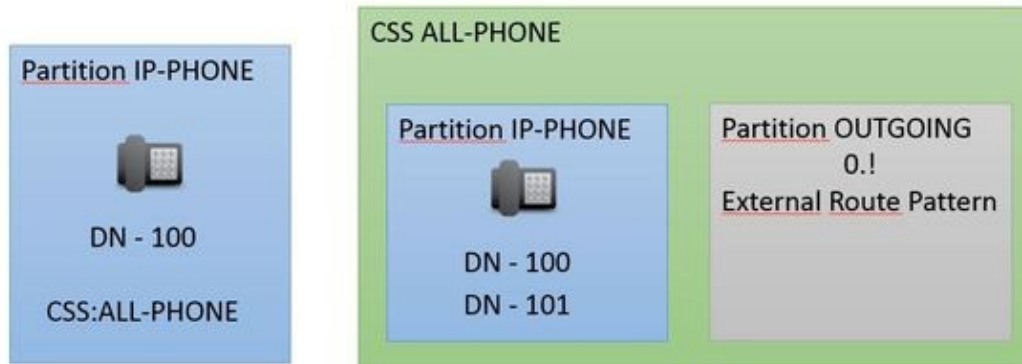 Partition IP-PHONE
DN - 100
CSS:ALL-PHONE
CSS ALL-PHONE
Partition IP-PHONE
DN - 100
DN - 101
Partition OUTGOING
0.!
External Route Pattern